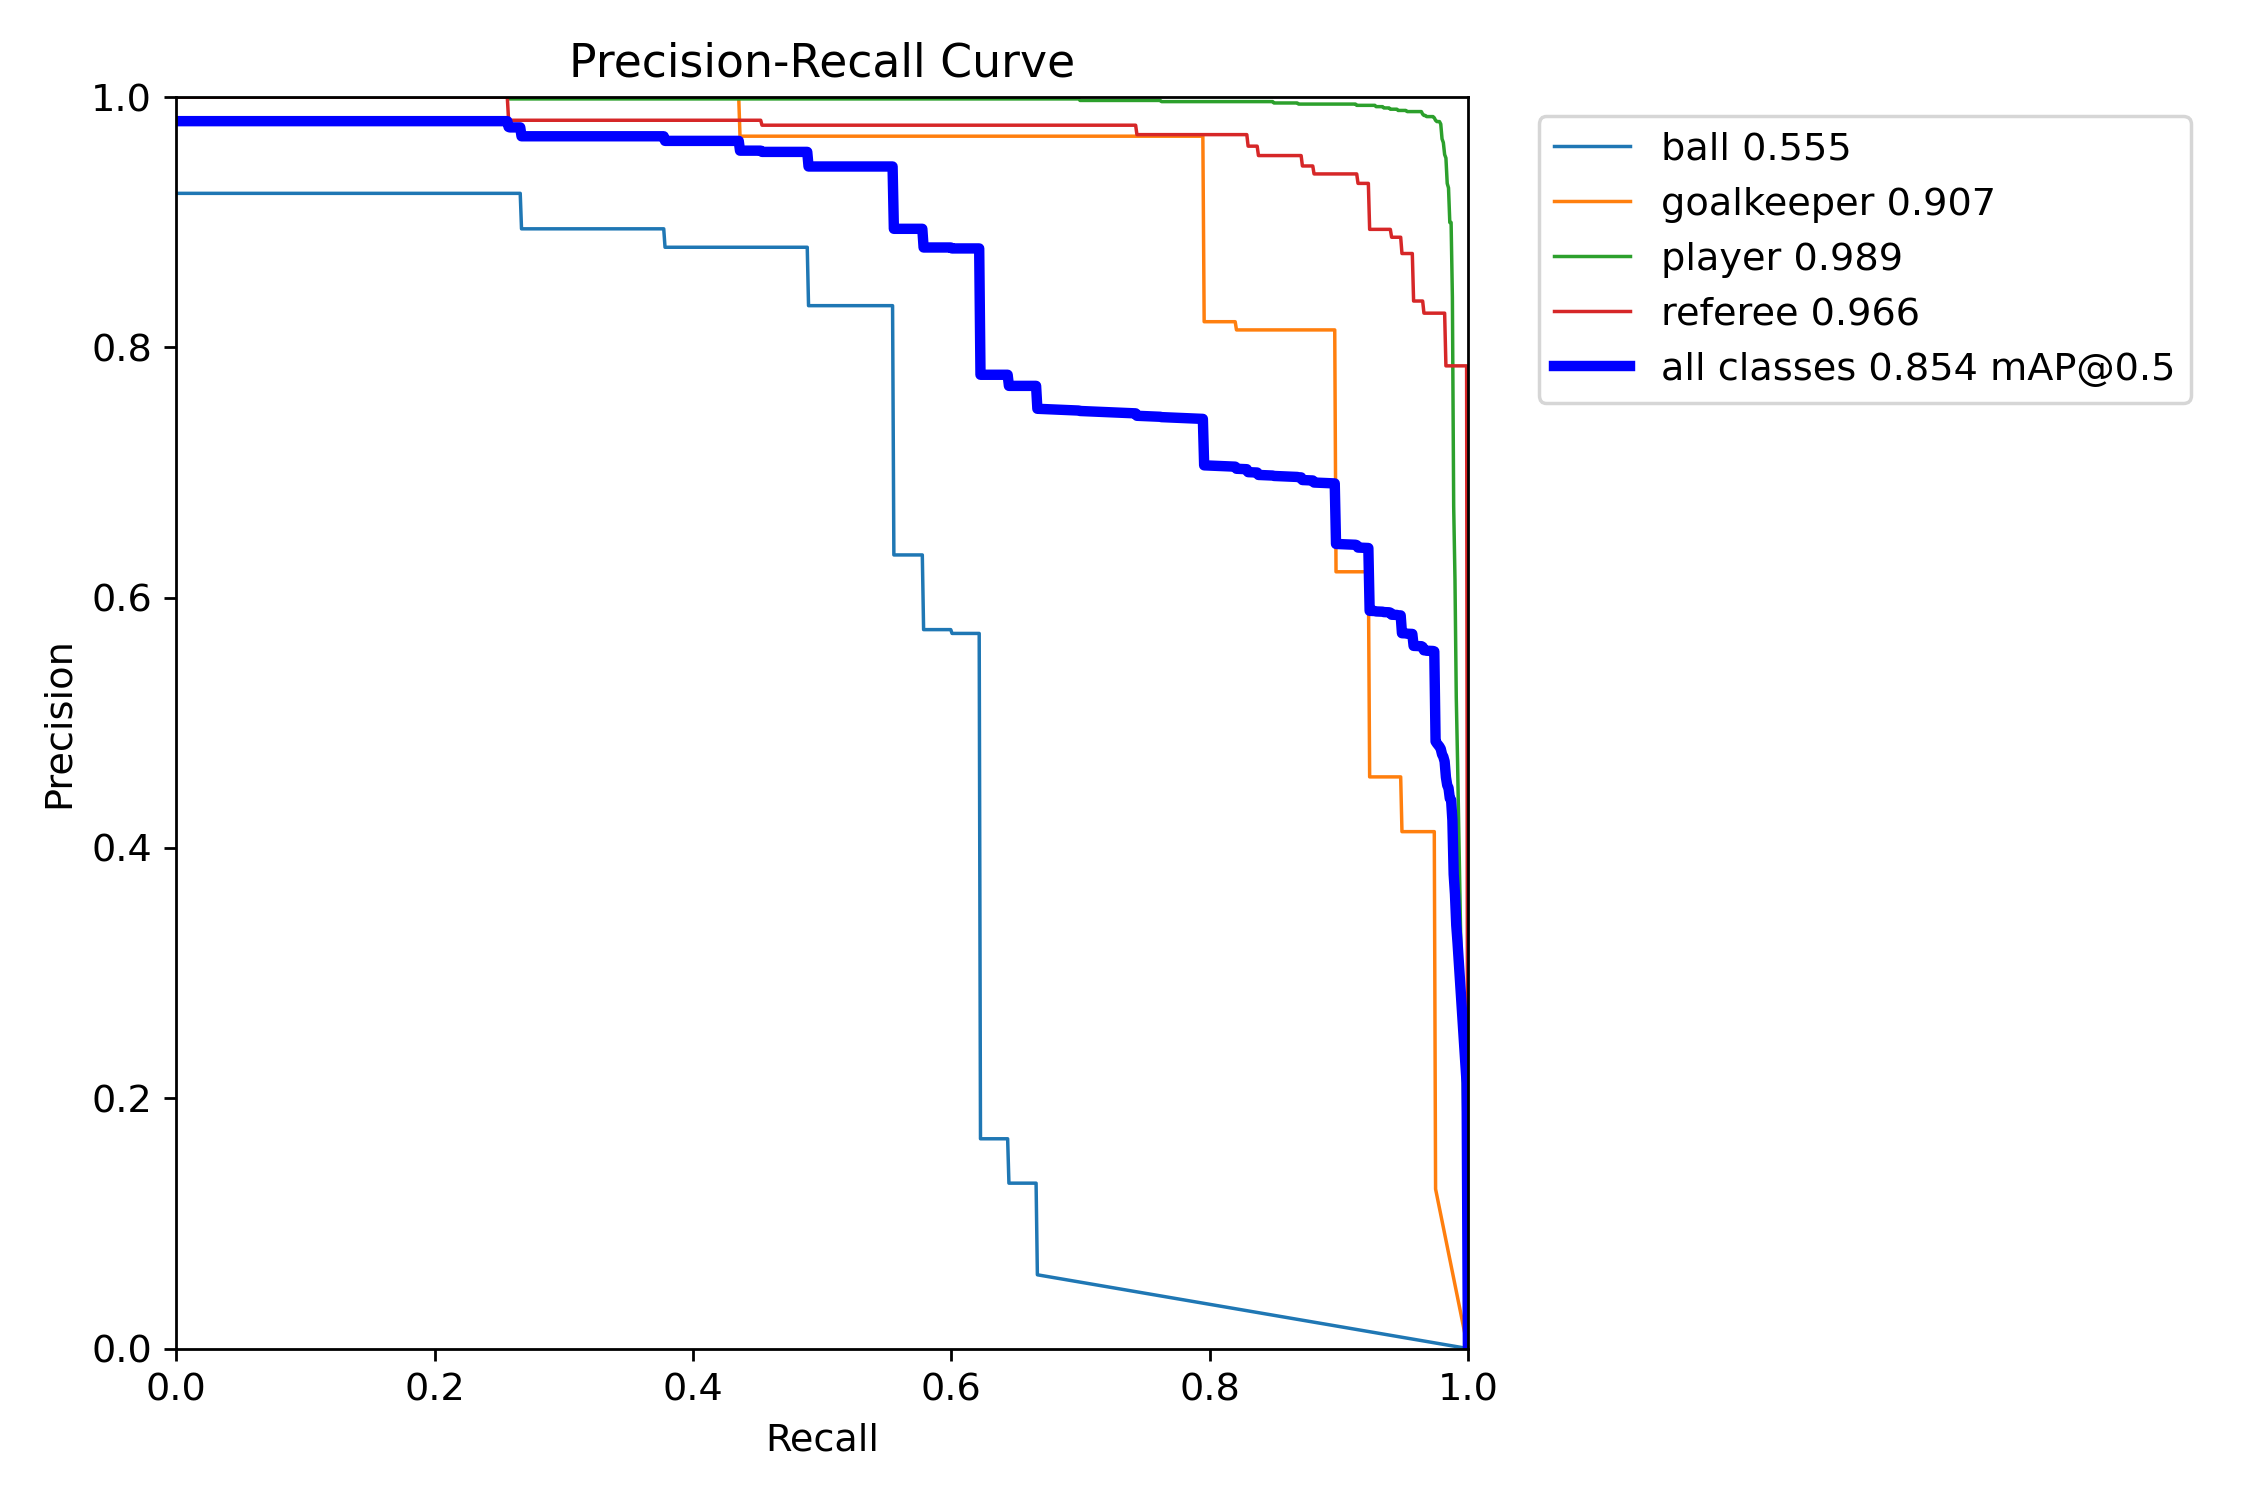 Precision-Recall Curve
1.0
0.8
0.6
0.4
0.2
0.0
Precision
0.0 0.2 0.4 0.6 0.8 1.0
Recall
ball 0.555
goalkeeper 0.907
player 0.989
referee 0.966
all classes 0.854 mAP@0.5